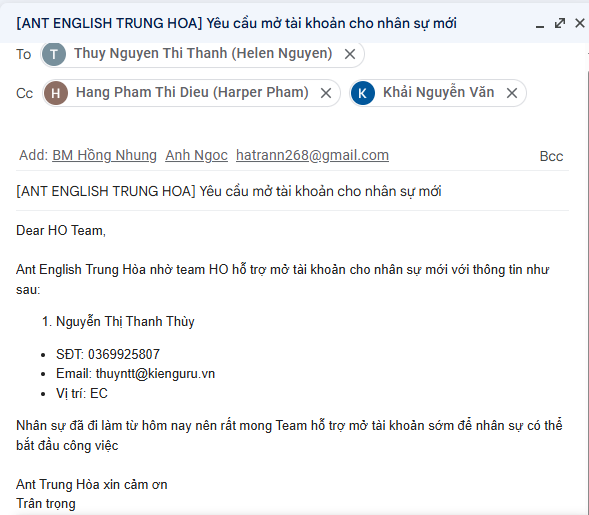 [ANT ENGLISH TRUNG HOA] Yêu cầu mở tài khoản cho nhân sự mới
To T Thuy Nguyen Thi Thanh (Helen Nguyen)
Cc H Hang Pham Thi Dieu (Harper Pham) K Khải Nguyễn Văn
Add: BM Hồng Nhung Anh Ngoc hatrann268@gmail.com Bcc
[ANT ENGLISH TRUNG HOA] Yêu cầu mở tài khoản cho nhân sự mới
Dear HO Team,
Ant English Trung Hòa nhờ team HO hỗ trợ mở tài khoản cho nhân sự mới với thông tin như
sau:
1. Nguyễn Thị Thanh Thùy
• SĐT: 0369925807
• Email: thuyntt@kienguru.vn
• Vị trí: EC
Nhân sự đã đi làm từ hôm nay nên rất mong Team hỗ trợ mở tài khoản sớm để nhân sự có thể
bắt đầu công việc
Ant Trung Hòa xin cảm ơn
Trân trọng